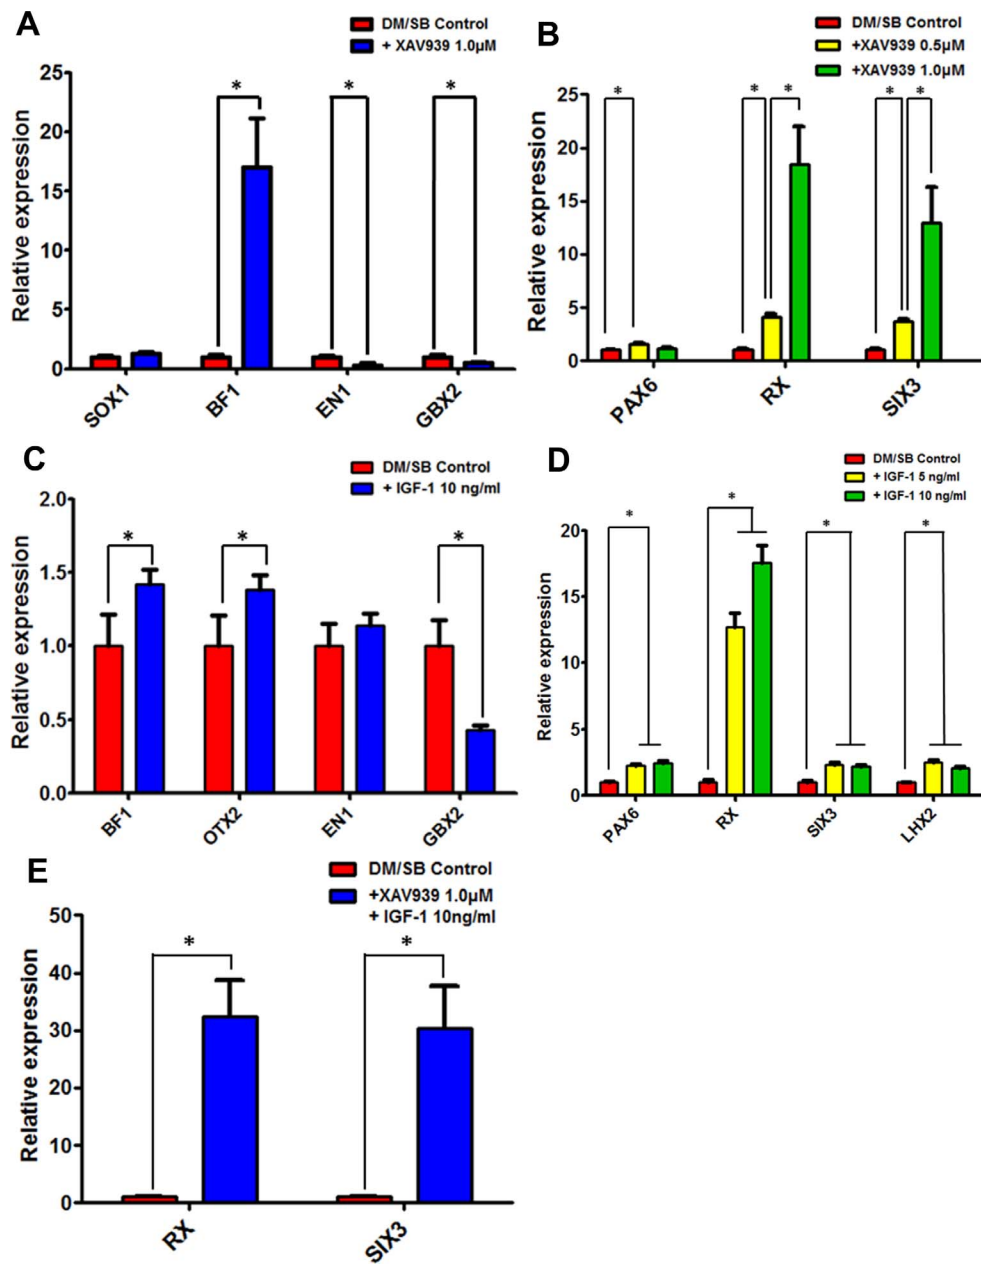 A
DM/SB Control
+ XAV939 1.0µM
Relative expression
25
20
15
10
5
0
* * *
SOX1 BF1 EN1 GBX2
B
DM/SB Control
+XAV939 0.5µM
+XAV939 1.0µM
Relative expression
25
20
15
10
5
0
* * * * *
PAX6 RX SIX3
C
DM/SB Control
+ IGF-1 10 ng/ml
Relative expression
2.0
1.5
1.0
0.5
0.0
* * *
BF1 OTX2 EN1 GBX2
D
DM/SB Control
+ IGF-1 5 ng/ml
+ IGF-1 10 ng/ml
Relative expression
20
15
10
5
0
* * * *
PAX6 RX SIX3 LHX2
E
DM/SB Control
+XAV939 1.0µM
+ IGF-1 10ng/ml
Relative expression
50
40
30
20
10
0
* *
RX SIX3